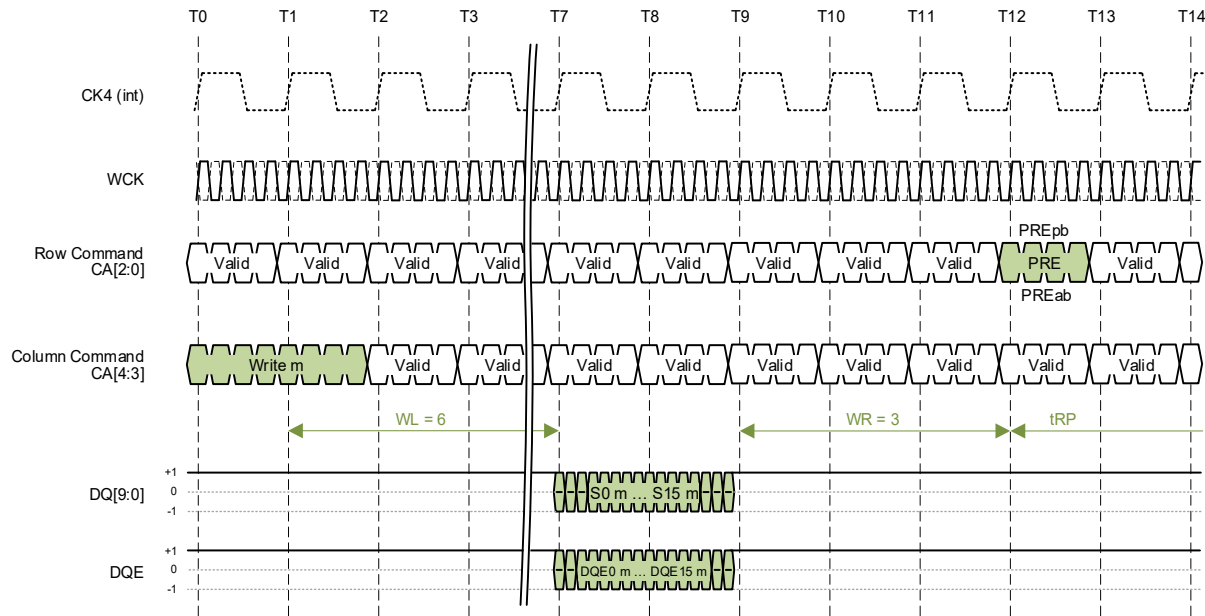 T0 T1 T2 T3 T7 T8 T9 T10 T11 T12 T13 T14
CK4 (int)
WCK
PREpb
Row Command
CA[2:0]
Valid Valid Valid Valid Valid Valid Valid Valid Valid PRE Valid
PREab
Column Command
CA[4:3]
Write m Valid Valid Valid Valid Valid Valid Valid Valid Valid
WL = 6 WR = 3 tRP
+1
DQ[9:0] 0 S0 m ... S15 m
-1
+1
DQE 0 DQE0 m ... DQE15 m
-1